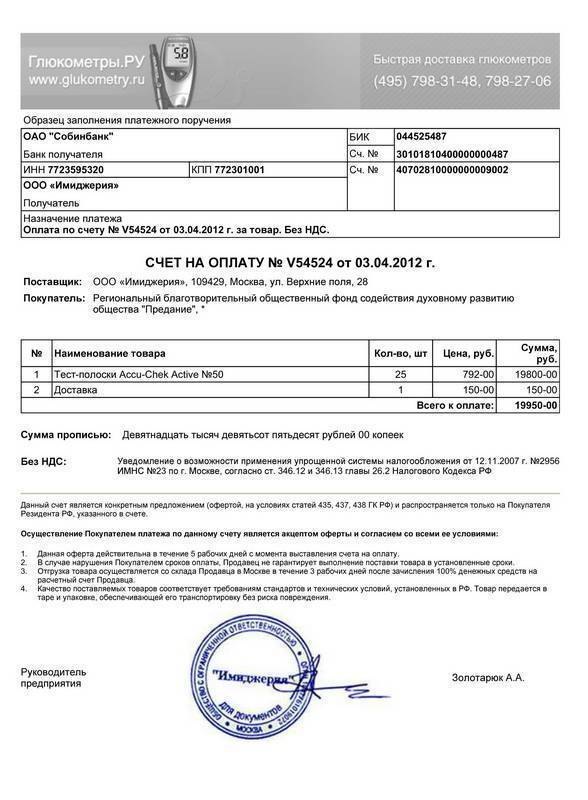 Глюкометры.РУ
www.glukometry.ru
5.8
Быстрая доставка глюкометров
(495) 798-31-48, 798-27-06
Образец заполнения платежного поручения
ОАО "Собинбанк" БИК 044525487
Банк получателя Сч. № 30101810400000000487
ИНН 7723595320 КПП 772301001 Сч. № 40702810000000009002
ООО «Имиджерия»
Получатель
Назначение платежа
Оплата по счету № V54524 от 03.04.2012 г. за товар. Без НДС.
СЧЕТ НА ОПЛАТУ № V54524 от 03.04.2012 г.
Поставщик: ООО «Имиджерия», 109429, Москва, ул. Верхние поля, 28
Покупатель: Региональный благотворительный общественный фонд содействия духовному развитию
общества "Предание", *
№ Наименование товара Кол-во, шт Цена, руб. Сумма, руб.
1 Тест-полоски Accu-Chek Active №50 25 792-00 19800-00
2 Доставка 1 150-00 150-00
Всего к оплате: 19950-00
Сумма прописью: Девятнадцать тысяч девятьсот пятьдесят рублей 00 копеек
Без НДС: Уведомление о возможности применения упрощенной системы налогообложения от 12.11.2007 г. №2956
ИМНС №23 по г. Москве, согласно ст. 346.12 и 346.13 главы 26.2 Налогового Кодекса РФ
Данный счет является конкретным предложением (офертой, на условиях статей 435, 437, 438 ГК РФ) и распространяется только на Покупателя
Резидента РФ, указанного в счете.
Осуществление Покупателем платежа по данному счету является акцептом оферты и согласием со всеми ее условиями:
1. Данная оферта действительна в течение 5 рабочих дней с момента выставления счета на оплату.
2. В случае нарушения Покупателем сроков оплаты, Продавец не гарантирует выполнение поставки товара в установленные сроки.
3. Отгрузка товара осуществляется со склада Продавца в Москве в течение 3 рабочих дней после зачисления 100% денежных средств на
расчетный счет Продавца.
4. Качество поставляемых товаров соответствует требованиям стандартов и технических условий, установленных в РФ. Товар передается в
таре и упаковке, обеспечивающей его транспортировку без риска повреждения.
Руководитель
предприятия
ОБЩЕСТВО С ОГРАНИЧЕННОЙ ОТВЕТСТВЕННОСТЬЮ
"Имиджерия"
для документов
МОСКВА
Золотарюк А.А.